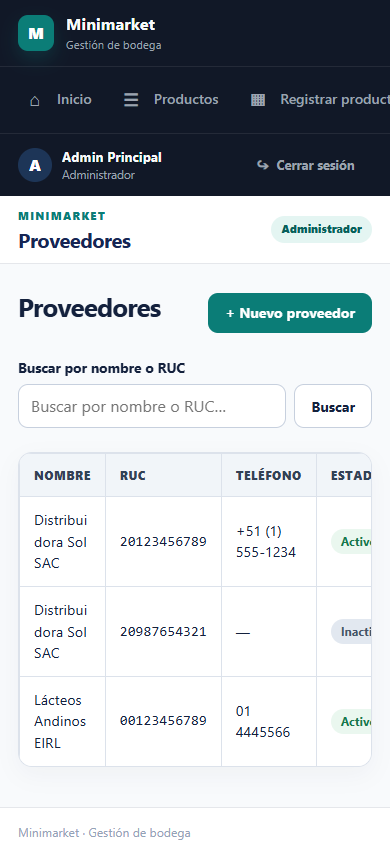 M
Minimarket
Gestión de bodega
Inicio
Productos
Registrar product
A
Admin Principal
Administrador
Cerrar sesión
MINIMARKET
Proveedores
Administrador
Proveedores
+ Nuevo proveedor
Buscar por nombre o RUC
Buscar por nombre o RUC...
Buscar
NOMBRE RUC TELÉFONO ESTAD
Distribui
dora Sol
SAC
20123456789
+51 (1)
555-1234
Activ
Distribui
dora Sol
SAC
20987654321
—
Inacti
Lácteos
Andinos
EIRL
00123456789
01
4445566
Activ
Minimarket · Gestión de bodega